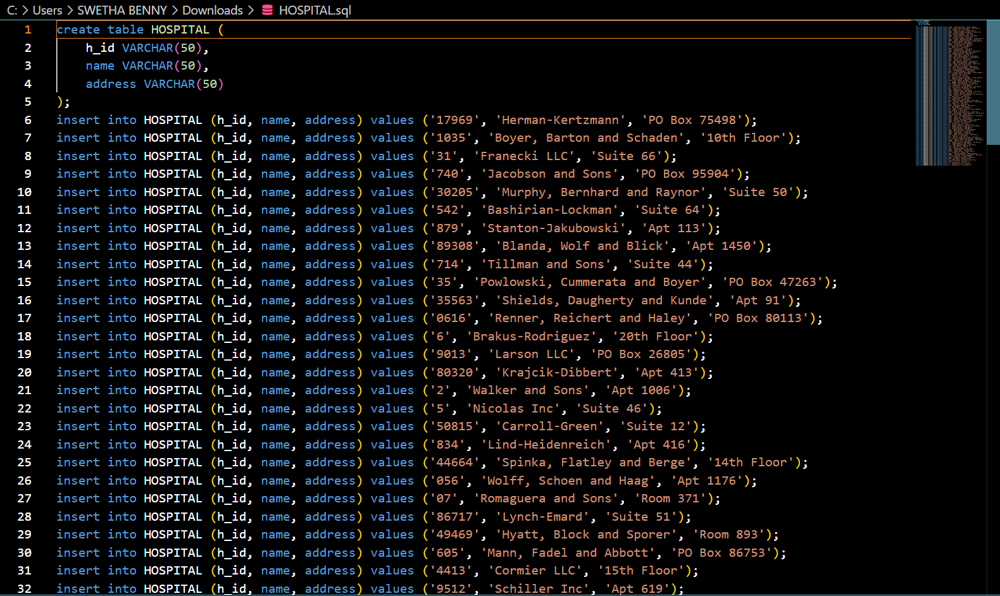 C: > Users > SWETHA BENNY > Downloads > HOSPITAL.sql
1 create table HOSPITAL (
2     h_id VARCHAR(50),
3     name VARCHAR(50),
4     address VARCHAR(50)
5 );
6 insert into HOSPITAL (h_id, name, address) values ('17969', 'Herman-Kertzmann', 'PO Box 75498');
7 insert into HOSPITAL (h_id, name, address) values ('1035', 'Boyer, Barton and Schaden', '10th Floor');
8 insert into HOSPITAL (h_id, name, address) values ('31', 'Franecki LLC', 'Suite 66');
9 insert into HOSPITAL (h_id, name, address) values ('740', 'Jacobson and Sons', 'PO Box 95904');
10 insert into HOSPITAL (h_id, name, address) values ('30205', 'Murphy, Bernhard and Raynor', 'Suite 50');
11 insert into HOSPITAL (h_id, name, address) values ('542', 'Bashirian-Lockman', 'Suite 64');
12 insert into HOSPITAL (h_id, name, address) values ('879', 'Stanton-Jakubowski', 'Apt 113');
13 insert into HOSPITAL (h_id, name, address) values ('89308', 'Blanda, Wolf and Blick', 'Apt 1450');
14 insert into HOSPITAL (h_id, name, address) values ('714', 'Tillman and Sons', 'Suite 44');
15 insert into HOSPITAL (h_id, name, address) values ('35', 'Powlowski, Cummerata and Boyer', 'PO Box 47263');
16 insert into HOSPITAL (h_id, name, address) values ('35563', 'Shields, Daugherty and Kunde', 'Apt 91');
17 insert into HOSPITAL (h_id, name, address) values ('0616', 'Renner, Reichert and Haley', 'PO Box 80113');
18 insert into HOSPITAL (h_id, name, address) values ('6', 'Brakus-Rodriguez', '20th Floor');
19 insert into HOSPITAL (h_id, name, address) values ('9013', 'Larson LLC', 'PO Box 26805');
20 insert into HOSPITAL (h_id, name, address) values ('80320', 'Krajcik-Dibbert', 'Apt 413');
21 insert into HOSPITAL (h_id, name, address) values ('2', 'Walker and Sons', 'Apt 1006');
22 insert into HOSPITAL (h_id, name, address) values ('5', 'Nicolas Inc', 'Suite 46');
23 insert into HOSPITAL (h_id, name, address) values ('50815', 'Carroll-Green', 'Suite 12');
24 insert into HOSPITAL (h_id, name, address) values ('834', 'Lind-Heidenreich', 'Apt 416');
25 insert into HOSPITAL (h_id, name, address) values ('44664', 'Spinka, Flatley and Berge', '14th Floor');
26 insert into HOSPITAL (h_id, name, address) values ('056', 'Wolff, Schoen and Haag', 'Apt 1176');
27 insert into HOSPITAL (h_id, name, address) values ('07', 'Romaguera and Sons', 'Room 371');
28 insert into HOSPITAL (h_id, name, address) values ('86717', 'Lynch-Emard', 'Suite 51');
29 insert into HOSPITAL (h_id, name, address) values ('49469', 'Hyatt, Block and Sporer', 'Room 893');
30 insert into HOSPITAL (h_id, name, address) values ('605', 'Mann, Fadel and Abbott', 'PO Box 86753');
31 insert into HOSPITAL (h_id, name, address) values ('4413', 'Cormier LLC', '15th Floor');
32 insert into HOSPITAL (h_id, name, address) values ('9512', 'Schiller Inc', 'Apt 619');